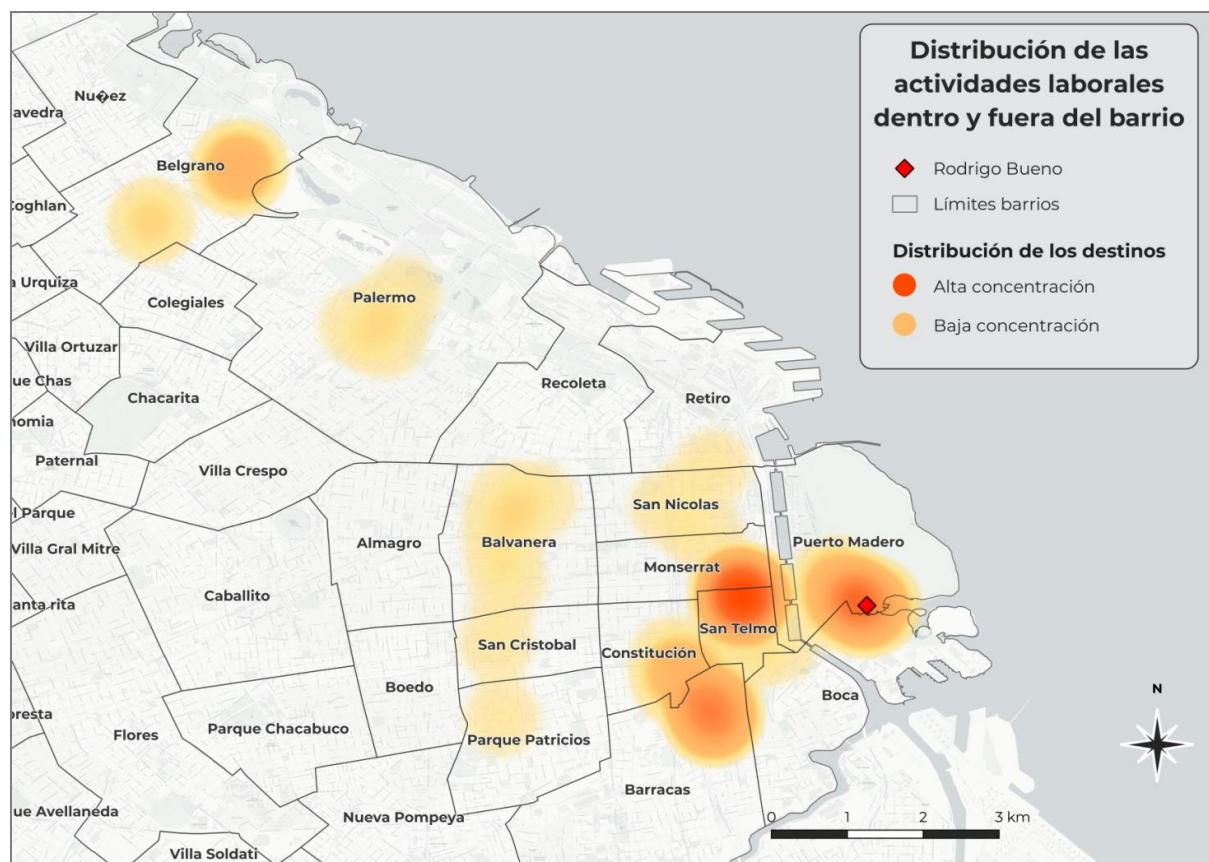 Distribución de las
actividades laborales
dentro y fuera del barrio
Rodrigo Bueno
Límites barrios
Distribución de los destinos
Alta concentración
Baja concentración
Nu�ez
avedra
Belgrano
Coghlan
a Urquiza
Colegiales
Palermo
Villa Ortuzar
ue Chas
Chacarita
Recoleta
Retiro
nomia
Paternal
Villa Crespo
el Parque
San Nicolas
Villa Gral Mitre
Almagro
Balvanera
Puerto Madero
Monserrat
anta rita
Caballito
San Telmo
San Cristobal
Constitución
Boedo
Boca
oresta
Flores
Parque Chacabuco
Parque Patricios
N
Barracas
ue Avellaneda
Nueva Pompeya
0 1 2 3 km
Villa Soldati